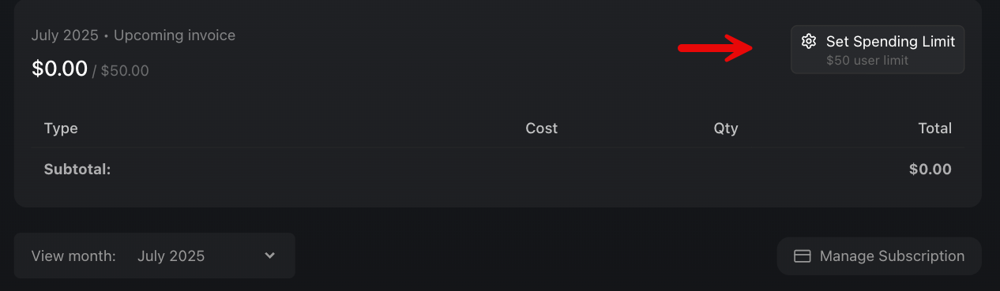 July 2025 • Upcoming invoice
$0.00 / $50.00
Set Spending Limit
$50 user limit
Type Cost Qty Total
Subtotal: $0.00
View month: July 2025
Manage Subscription